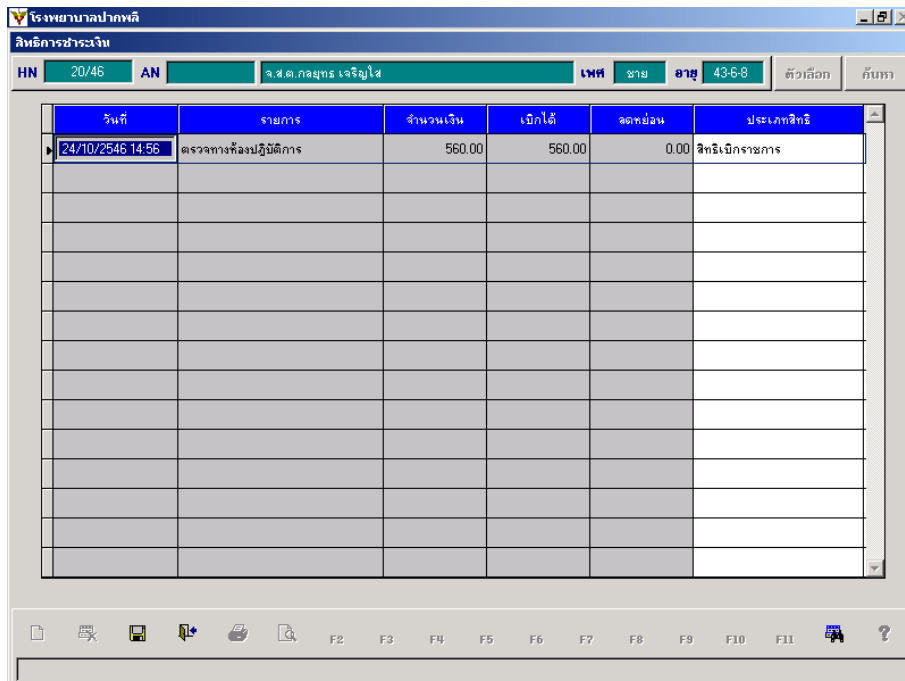 โรงพยาบาลปากพลี
สิทธิการชำระเงิน
HN 20/46 AN จ.ส.ต.กลยุทธ เจริญใส เพศ ชาย อายุ 43-6-8 ตัวเลือก ค้นหา
วันที่ รายการ จำนวนเงิน เบิกได้ ลดหย่อน ประเภทสิทธิ
24/10/2546 14:56 ตรวจทางห้องปฏิบัติการ 560.00 560.00 0.00 สิทธิเบิกราชการ
F2 F3 F4 F5 F6 F7 F8 F9 F10 F11